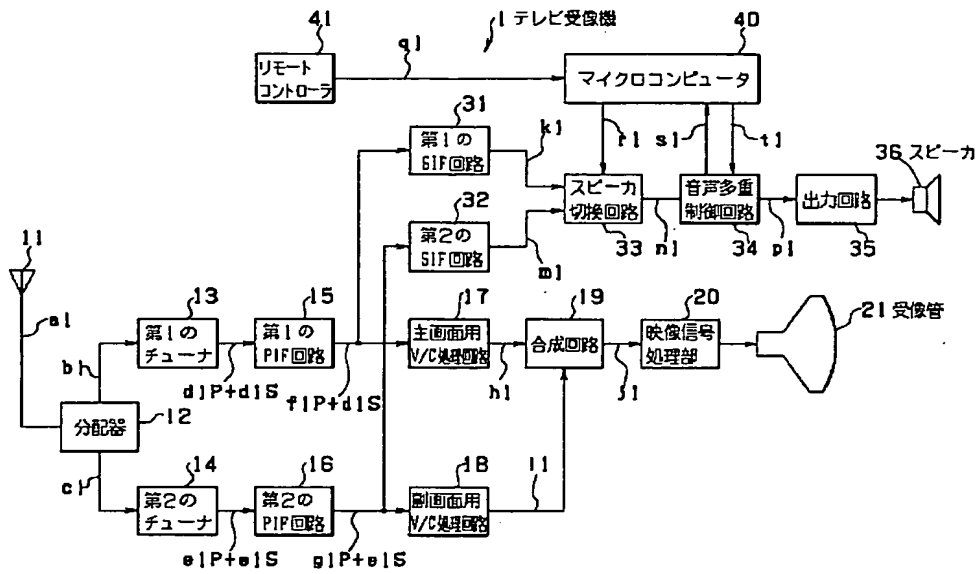 1 テレビ受像機
41
q1
40
リモート
コントローラ
マイクロコンピュータ
31
k1
r1
s1
t1
第1の
SIF回路
36 スピーカ
スピーカ
切換回路
音声多重
制御回路
出力回路
32
n1
p1
33
34
35
第2の
SIF回路
m1
11
13
15
17
19
20
a1
第1の
チューナ
第1の
PIF回路
主画面用
V/C処理回路
合成回路
映像信号
処理部
21 受像管
b1
d1P+d1S
f1P+d1S
h1
j1
分配器
12
14
16
18
c1
第2の
チューナ
第2の
PIF回路
副画面用
V/C処理回路
i1
e1P+e1S
g1P+e1S